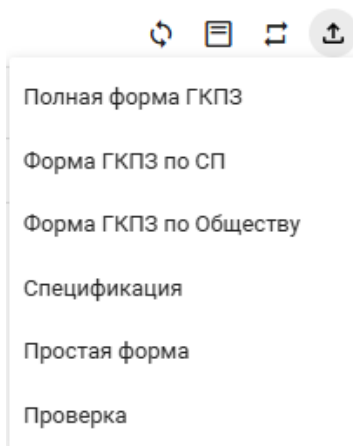 Полная форма ГКПЗ
Форма ГКПЗ по СП
Форма ГКПЗ по Обществу
Спецификация
Простая форма
Проверка